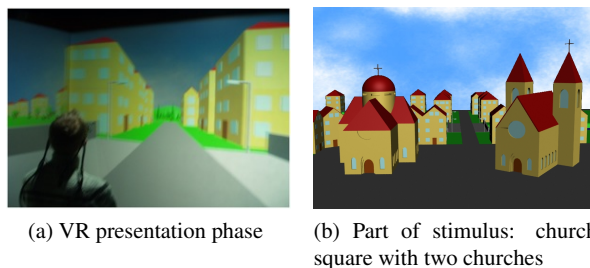 (a) VR presentation phase
(b) Part of stimulus: church
square with two churches